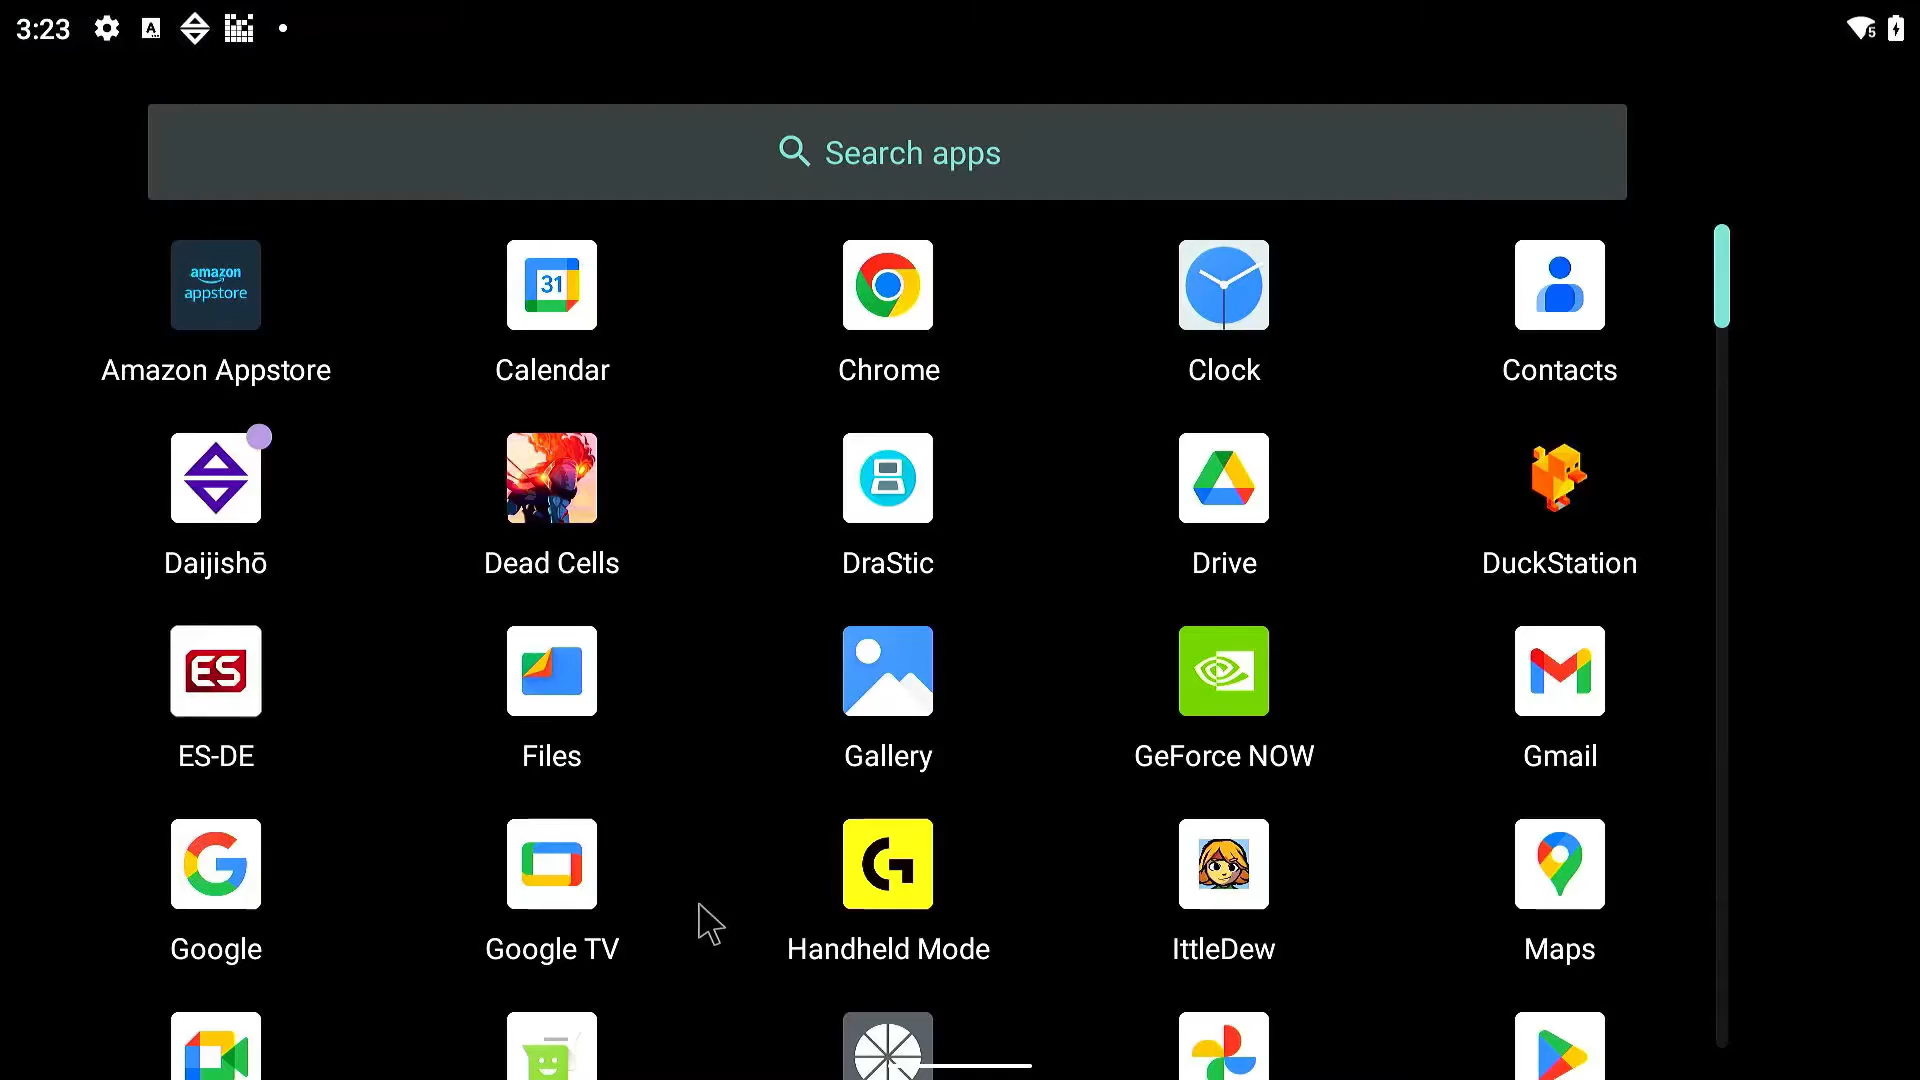 3:23
A
5
Search apps
amazon
appstore
31
Amazon Appstore
Calendar
Chrome
Clock
Contacts
Daijishō
Dead Cells
DraStic
Drive
DuckStation
ES
ES-DE
Files
Gallery
GeForce NOW
Gmail
G
G
Google
Google TV
Handheld Mode
IttleDew
Maps